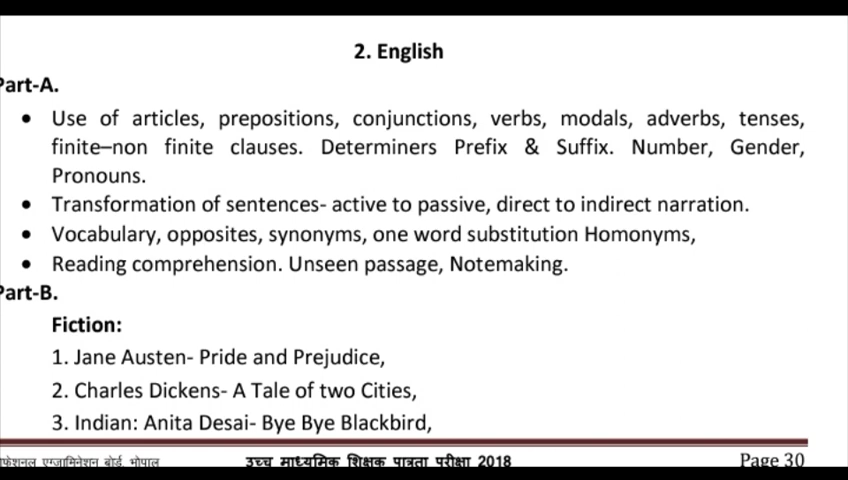 2. English
Part-A.
• Use of articles, prepositions, conjunctions, verbs, modals, adverbs, tenses,
finite–non finite clauses. Determiners Prefix & Suffix. Number, Gender,
Pronouns.
• Transformation of sentences- active to passive, direct to indirect narration.
• Vocabulary, opposites, synonyms, one word substitution Homonyms,
• Reading comprehension. Unseen passage, Notemaking.
Part-B.
Fiction:
1. Jane Austen- Pride and Prejudice,
2. Charles Dickens- A Tale of two Cities,
3. Indian: Anita Desai- Bye Bye Blackbird,
एग्जामिनेशन बोर्ड, भोपाल उच्च माध्यमिक शिक्षक पात्रता परीक्षा 2018 Page 30